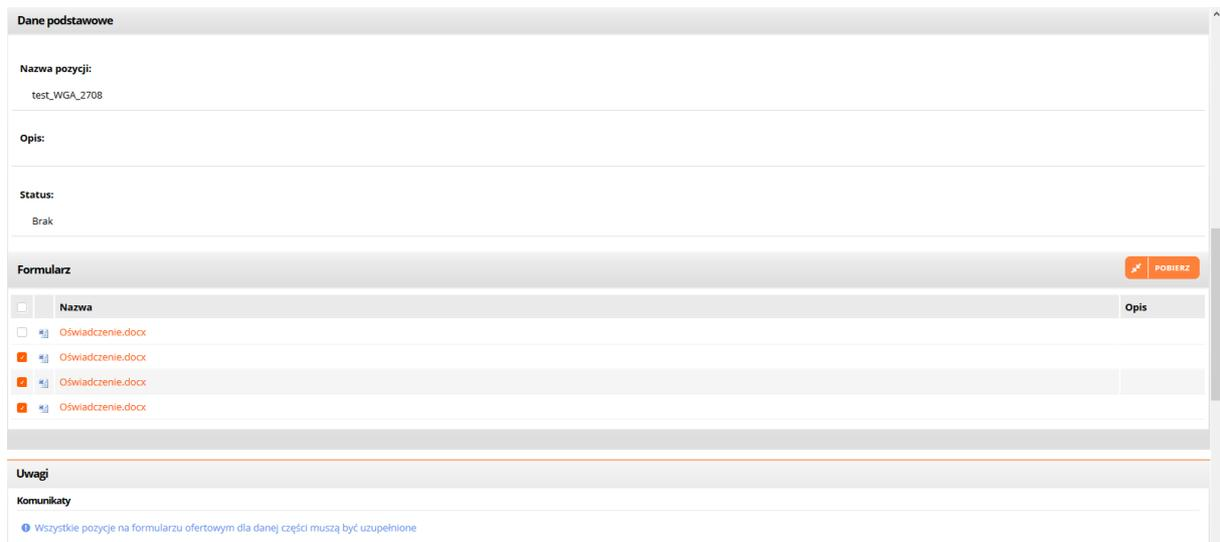 Dane podstawowe
Nazwa pozycji:
test_WGA_2708
Opis:
Status:
Brak
Formularz
POBIERZ
Nazwa Opis
Oświadczenie.docx
Oświadczenie.docx
Oświadczenie.docx
Oświadczenie.docx
Uwagi
Komunikaty
Wszystkie pozycje na formularzu ofertowym dla danej części muszą być uzupełnione